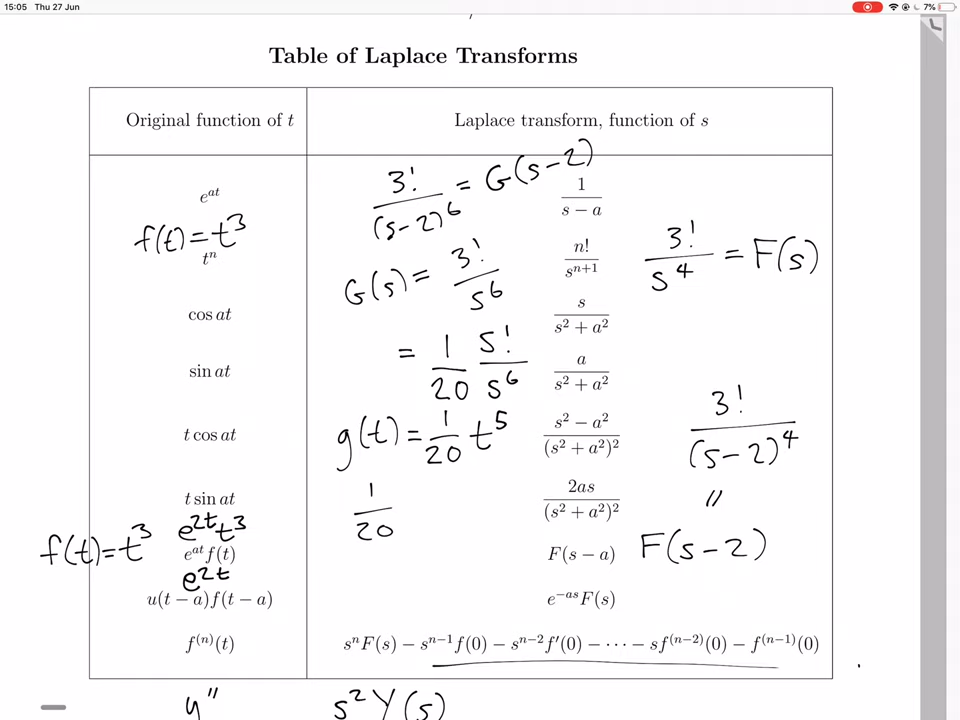 15:05 Thu 27 Jun 7%
Table of Laplace Transforms
Original function of t Laplace transform, function of s
3!/(s-2)^6 = G(s-2)
e^{at} 1/(s − a)
f(t) = t^3
t^n n!/s^{n+1} 3!/s^4 = F(s)
G(s) = 3!/s^6
cos at s/(s^2 + a^2)
= 1/20 5!/s^6
sin at a/(s^2 + a^2)
3!/(s-2)^4
g(t) = 1/20 t^5
t cos at (s^2 − a^2)/(s^2 + a^2)^2
t sin at 1/20 2as/(s^2 + a^2)^2 "
f(t) = t^3 e^{2t}t^3
e^{at} f(t) F(s − a) F(s-2)
e^{2t}
u(t − a)f(t − a) e^{−as}F(s)
f^{(n)}(t) s^nF(s) − s^{n−1}f(0) − s^{n−2}f′(0) − ··· − sf^{(n−2)}(0) − f^{(n−1)}(0)
y" s^2 Y(s)